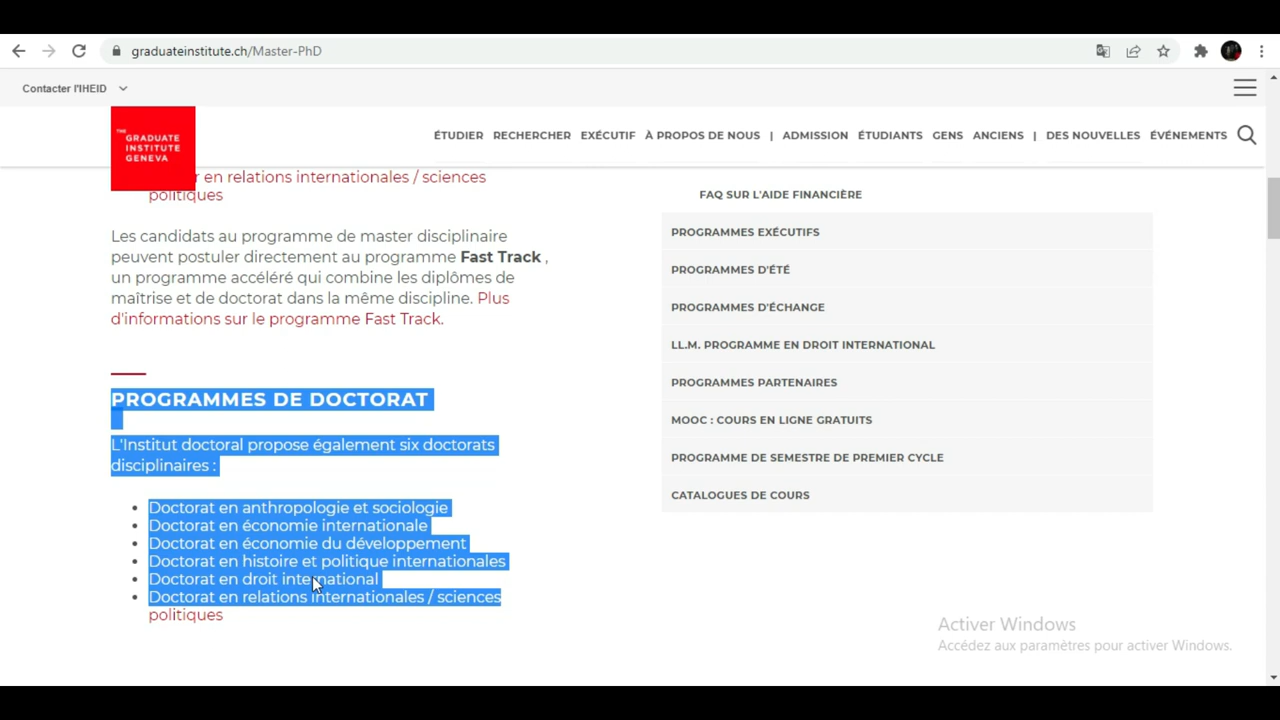 graduateinstitute.ch/Master-PhD
Contacter l'IHEID
THE
GRADUATE
INSTITUTE
GENEVA
ÉTUDIER RECHERCHER EXÉCUTIF À PROPOS DE NOUS | ADMISSION ÉTUDIANTS GENS ANCIENS | DES NOUVELLES ÉVÉNEMENTS
en relations internationales / sciences
politiques
Les candidats au programme de master disciplinaire
peuvent postuler directement au programme Fast Track ,
un programme accéléré qui combine les diplômes de
maîtrise et de doctorat dans la même discipline. Plus
d'informations sur le programme Fast Track.
PROGRAMMES DE DOCTORAT
L'Institut doctoral propose également six doctorats
disciplinaires :
• Doctorat en anthropologie et sociologie
• Doctorat en économie internationale
• Doctorat en économie du développement
• Doctorat en histoire et politique internationales
• Doctorat en droit international
• Doctorat en relations internationales / sciences
politiques
FAQ SUR L'AIDE FINANCIÈRE
PROGRAMMES EXÉCUTIFS
PROGRAMMES D'ÉTÉ
PROGRAMMES D'ÉCHANGE
LL.M. PROGRAMME EN DROIT INTERNATIONAL
PROGRAMMES PARTENAIRES
MOOC : COURS EN LIGNE GRATUITS
PROGRAMME DE SEMESTRE DE PREMIER CYCLE
CATALOGUES DE COURS
Activer Windows
Accédez aux paramètres pour activer Windows.